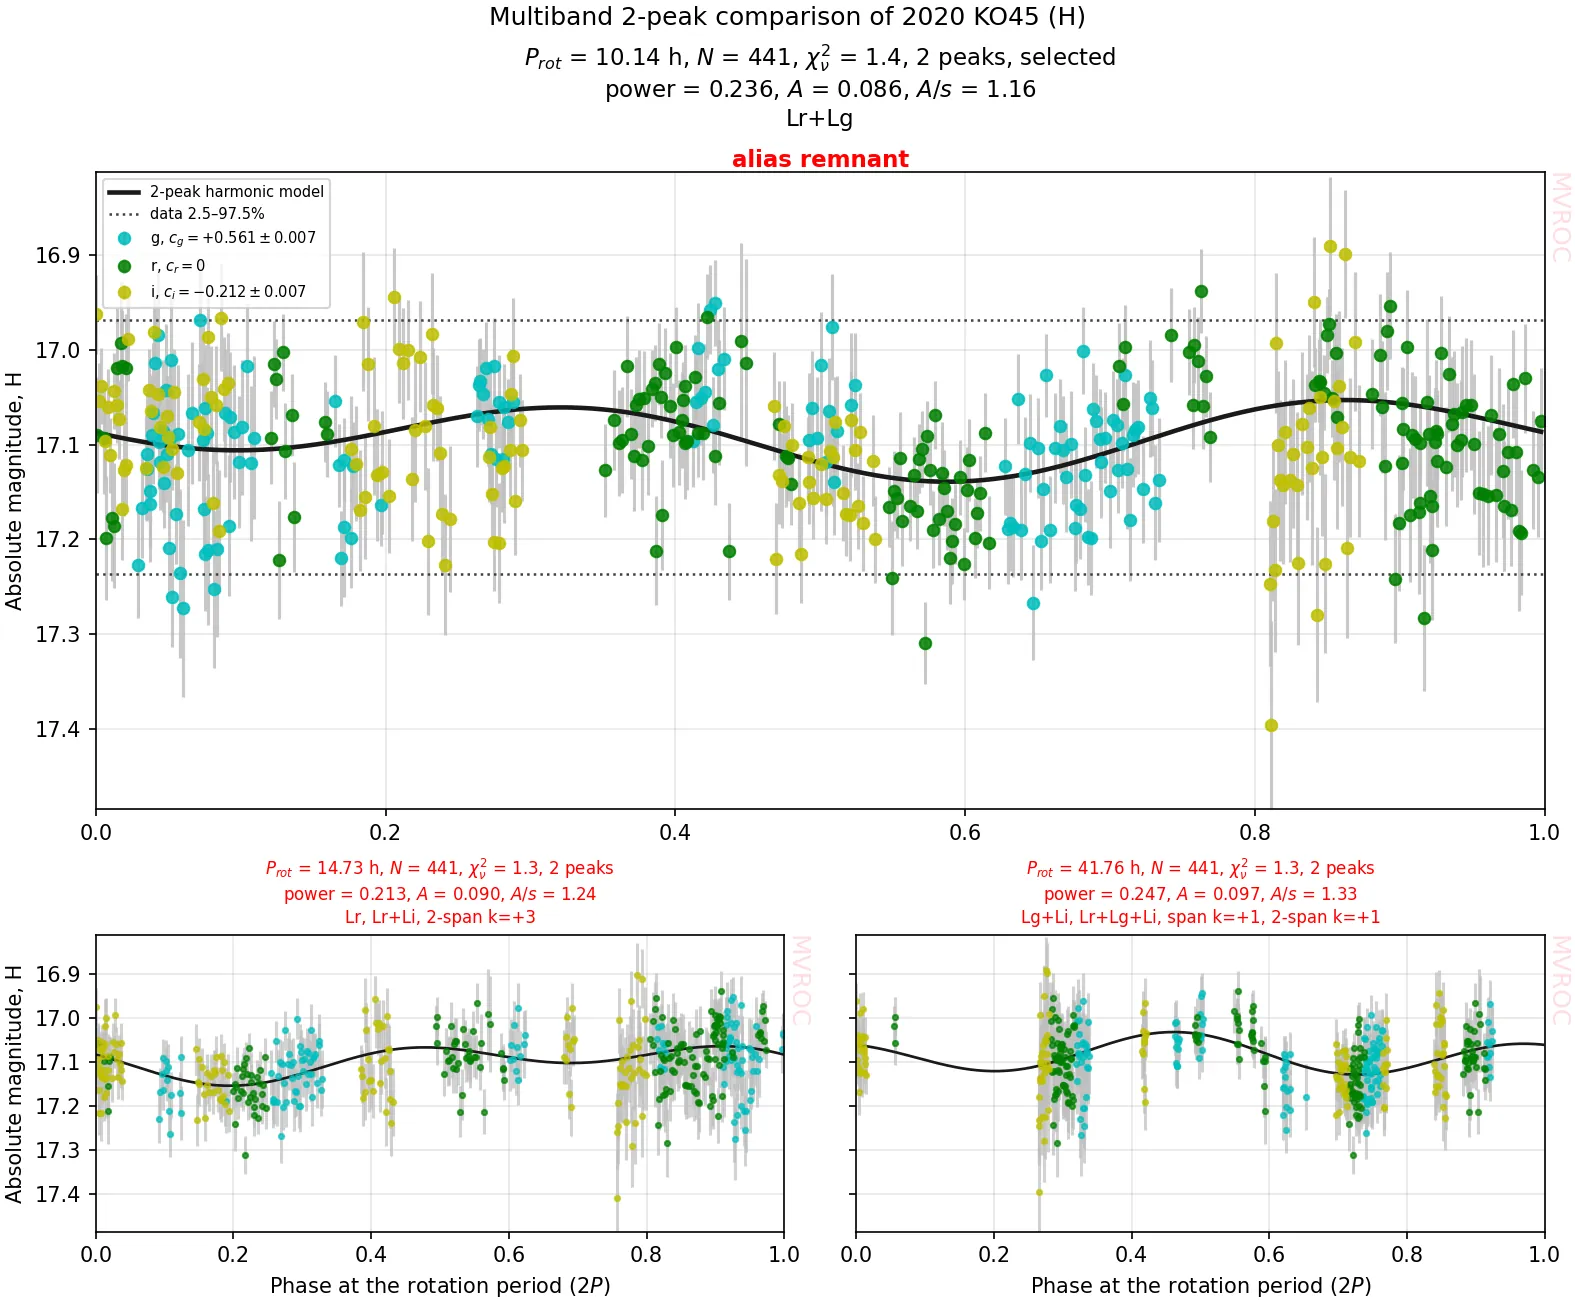 Multiband 2-peak comparison of 2020 KO45 (H)
P_rot = 10.14 h, N = 441, χ²_ν = 1.4, 2 peaks, selected
power = 0.236, A = 0.086, A/s = 1.16
Lr+Lg
alias remnant
2-peak harmonic model
data 2.5–97.5%
g, c_g = +0.561 ± 0.007
r, c_r = 0
i, c_i = −0.212 ± 0.007
MVROC
Absolute magnitude, H
16.9
17.0
17.1
17.2
17.3
17.4
0.0 0.2 0.4 0.6 0.8 1.0
P_rot = 14.73 h, N = 441, χ²_ν = 1.3, 2 peaks
power = 0.213, A = 0.090, A/s = 1.24
Lr, Lr+Li, 2-span k=+3
MVROC
Absolute magnitude, H
16.9
17.0
17.1
17.2
17.3
17.4
0.0 0.2 0.4 0.6 0.8 1.0
Phase at the rotation period (2P)
P_rot = 41.76 h, N = 441, χ²_ν = 1.3, 2 peaks
power = 0.247, A = 0.097, A/s = 1.33
Lg+Li, Lr+Lg+Li, span k=+1, 2-span k=+1
MVROC
0.0 0.2 0.4 0.6 0.8 1.0
Phase at the rotation period (2P)